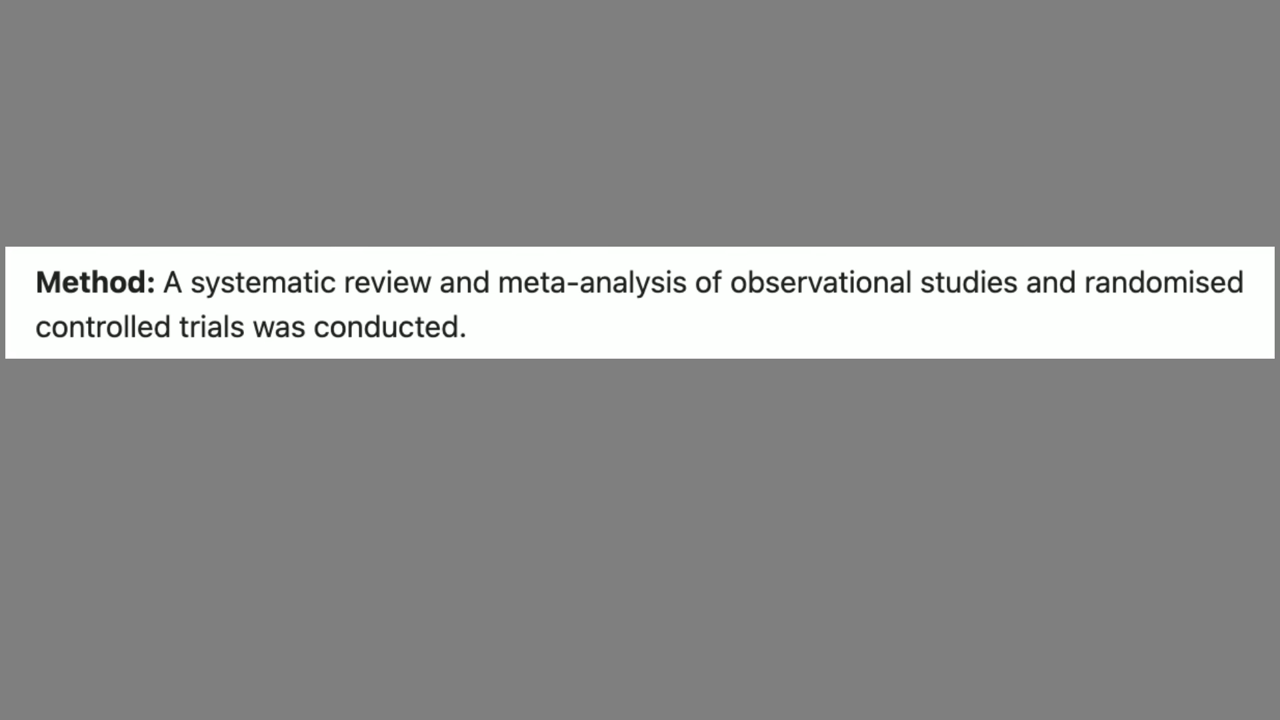 Method: A systematic review and meta-analysis of observational studies and randomised
controlled trials was conducted.